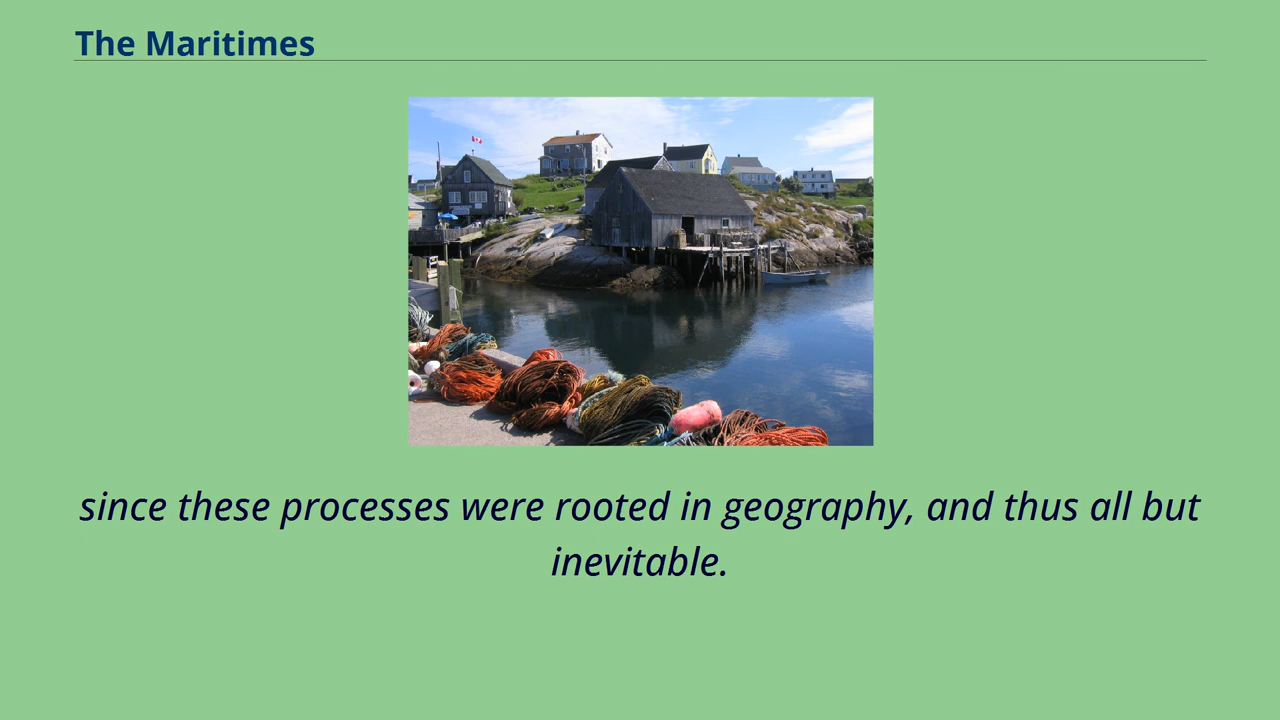 The Maritimes
since these processes were rooted in geography, and thus all but
inevitable.